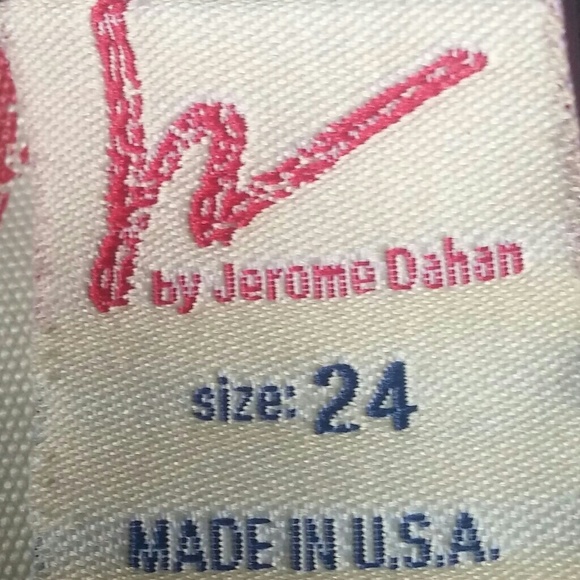 h
by Jerome Dahan
size: 24
MADE IN U.S.A.